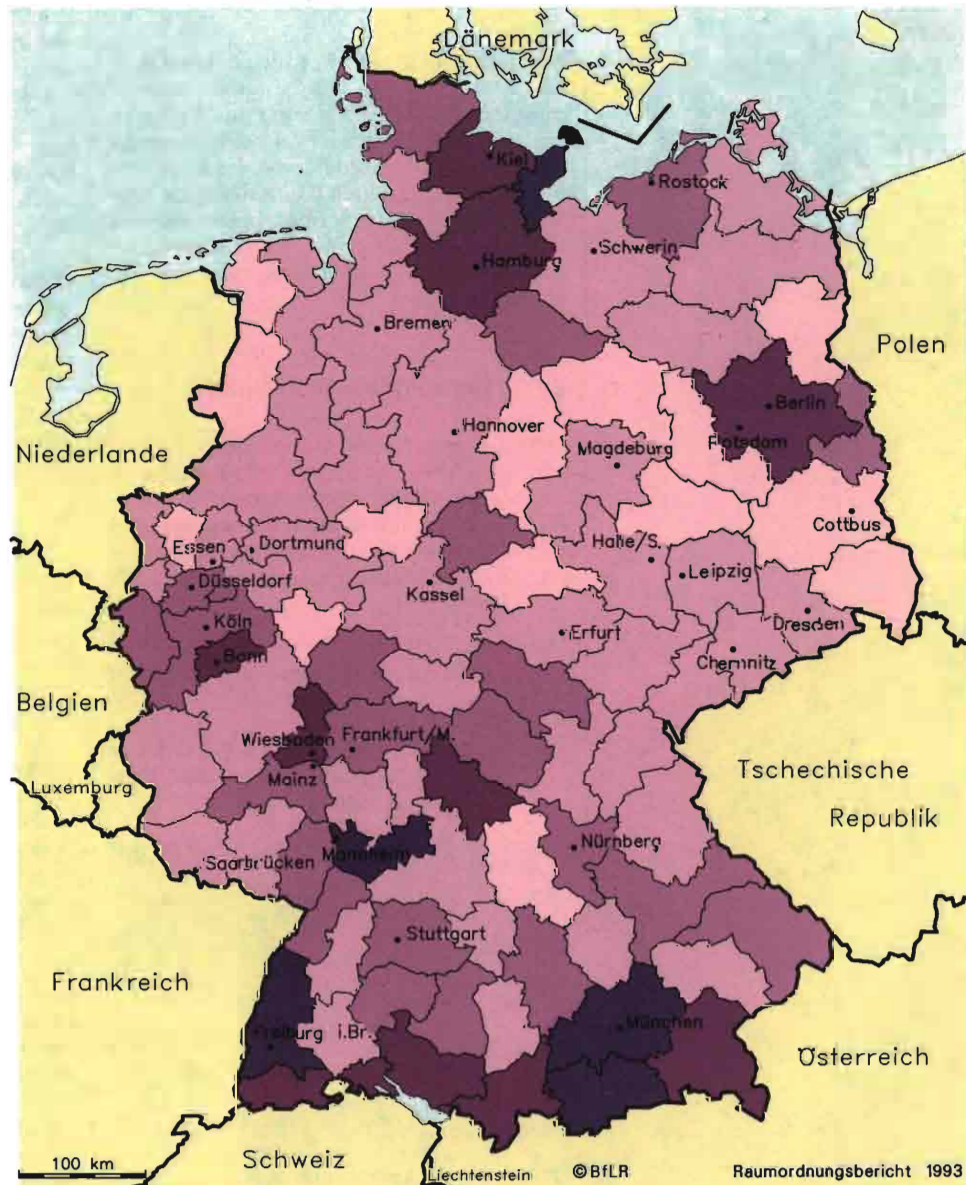 Dänemark
Kiel
Rostock
Schwerin
Hamburg
Bremen
Polen
Berlin
Potsdam
Niederlande
Hannover
Magdeburg
Cottbus
Essen
Dortmund
Halle/S.
Düsseldorf
Kassel
Leipzig
Köln
Erfurt
Dresden
Bonn
Chemnitz
Belgien
Wiesbaden
Frankfurt/M.
Luxemburg
Mainz
Tschechische
Republik
Saarbrücken
Mannheim
Nürnberg
Stuttgart
Frankreich
Freiburg i.Br.
München
Österreich
100 km
Schweiz
Liechtenstein
©BfLR
Raumordnungsbericht 1993